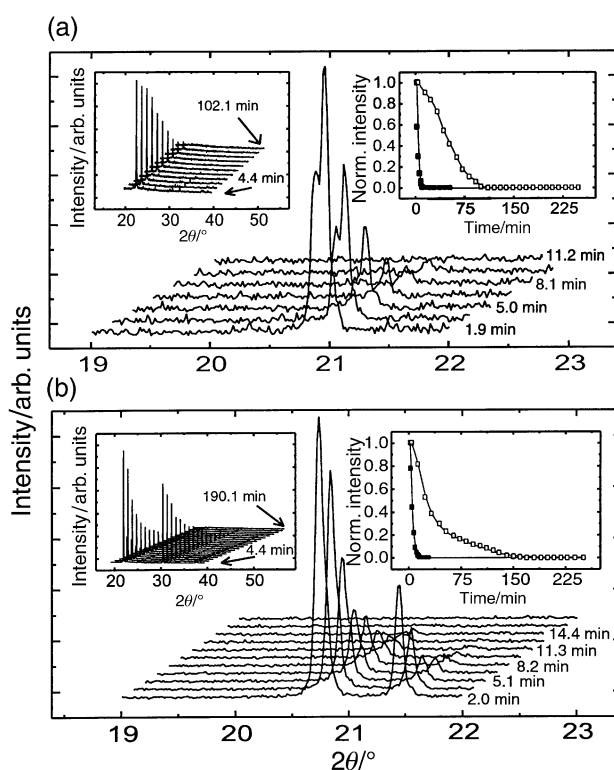 (a)
Intensity/arb. units
Intensity/arb. units
102.1 min
4.4 min
20 30 40 50
2θ/°
Norm. intensity
1.0
0.8
0.6
0.4
0.2
0.0
0 75 150 225
Time/min
11.2 min
8.1 min
5.0 min
1.9 min
19 20 21 22 23
(b)
Intensity/arb. units
190.1 min
4.4 min
20 30 40 50
2θ/°
Norm. intensity
1.0
0.8
0.6
0.4
0.2
0.0
0 75 150 225
Time/min
14.4 min
11.3 min
8.2 min
5.1 min
2.0 min
19 20 21 22 23
2θ/°